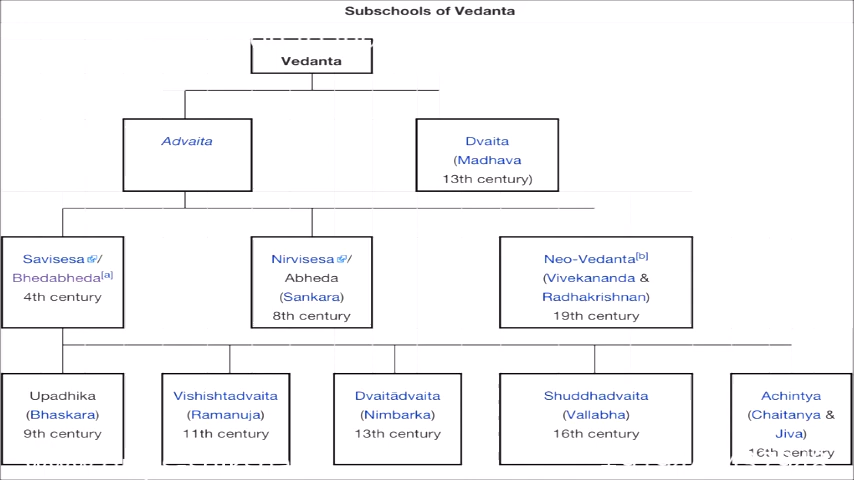 Subschools of Vedanta
Vedanta
Advaita
Dvaita
(Madhava
13th century)
Savisesa/
Bhedabheda[a]
4th century
Nirvisesa/
Abheda
(Sankara)
8th century
Neo-Vedanta[b]
(Vivekananda &
Radhakrishnan)
19th century
Upadhika
(Bhaskara)
9th century
Vishishtadvaita
(Ramanuja)
11th century
Dvaitādvaita
(Nimbarka)
13th century
Shuddhadvaita
(Vallabha)
16th century
Achintya
(Chaitanya &
Jiva)
16th century